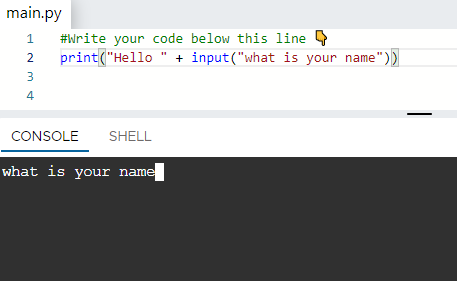 main.py
1 #Write your code below this line 👇
2 print("Hello " + input("what is your name"))
3
4
CONSOLE SHELL
what is your name